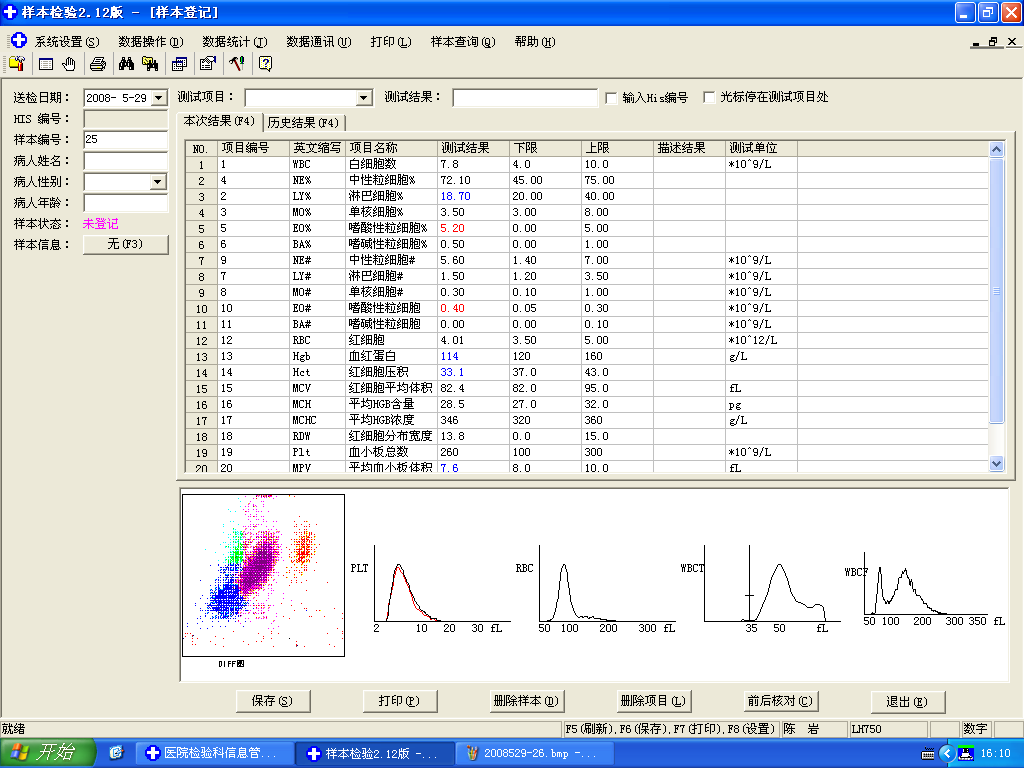 样本检验2.12版 - [样本登记]
系统设置(S) 数据操作(D) 数据统计(T) 数据通讯(U) 打印(L) 样本查询(Q) 帮助(H)
送检日期: 2008- 5-29 测试项目: 测试结果: 输入His编号 光标停在测试项目处
HIS 编号:
样本编号: 25
病人姓名:
病人性别:
病人年龄:
样本状态: 未登记
样本信息: 无(F3)
本次结果(F4) 历史结果(F4)
NO. 项目编号 英文缩写 项目名称 测试结果 下限 上限 描述结果 测试单位
1 1 WBC 白细胞数 7.8 4.0 10.0 *10^9/L
2 4 NE% 中性粒细胞% 72.10 45.00 75.00
3 2 LY% 淋巴细胞% 18.70 20.00 40.00
4 3 MO% 单核细胞% 3.50 3.00 8.00
5 5 EO% 嗜酸性粒细胞% 5.20 0.00 5.00
6 6 BA% 嗜碱性粒细胞% 0.50 0.00 1.00
7 9 NE# 中性粒细胞# 5.60 1.40 7.00 *10^9/L
8 7 LY# 淋巴细胞# 1.50 1.20 3.50 *10^9/L
9 8 MO# 单核细胞# 0.30 0.10 1.00 *10^9/L
10 10 EO# 嗜酸性粒细胞 0.40 0.05 0.30 *10^9/L
11 11 BA# 嗜碱性粒细胞 0.00 0.00 0.10 *10^9/L
12 12 RBC 红细胞 4.01 3.50 5.00 *10^12/L
13 13 Hgb 血红蛋白 114 120 160 g/L
14 14 Hct 红细胞压积 33.1 37.0 43.0
15 15 MCV 红细胞平均体积 82.4 82.0 95.0 fL
16 16 MCH 平均HGB含量 28.5 27.0 32.0 pg
17 17 MCHC 平均HGB浓度 346 320 360 g/L
18 18 RDW 红细胞分布宽度 13.8 0.0 15.0
19 19 Plt 血小板总数 260 100 300 *10^9/L
20 20 MPV 平均血小板体积 7.6 8.0 10.0 fL
DIFF图
PLT 2 10 20 30 fL
RBC 50 100 200 300 fL
WBCT 35 50 fL
WBCF 50 100 200 300 350 fL
保存(S) 打印(P) 删除样本(D) 删除项目(L) 前后核对(C) 退出(E)
就绪 F5(刷新),F6(保存),F7(打印),F8(设置) 陈 岩 LH750 数字
开始 医院检验科信息管... 样本检验2.12版 -... 2008529-26.bmp -... 16:10